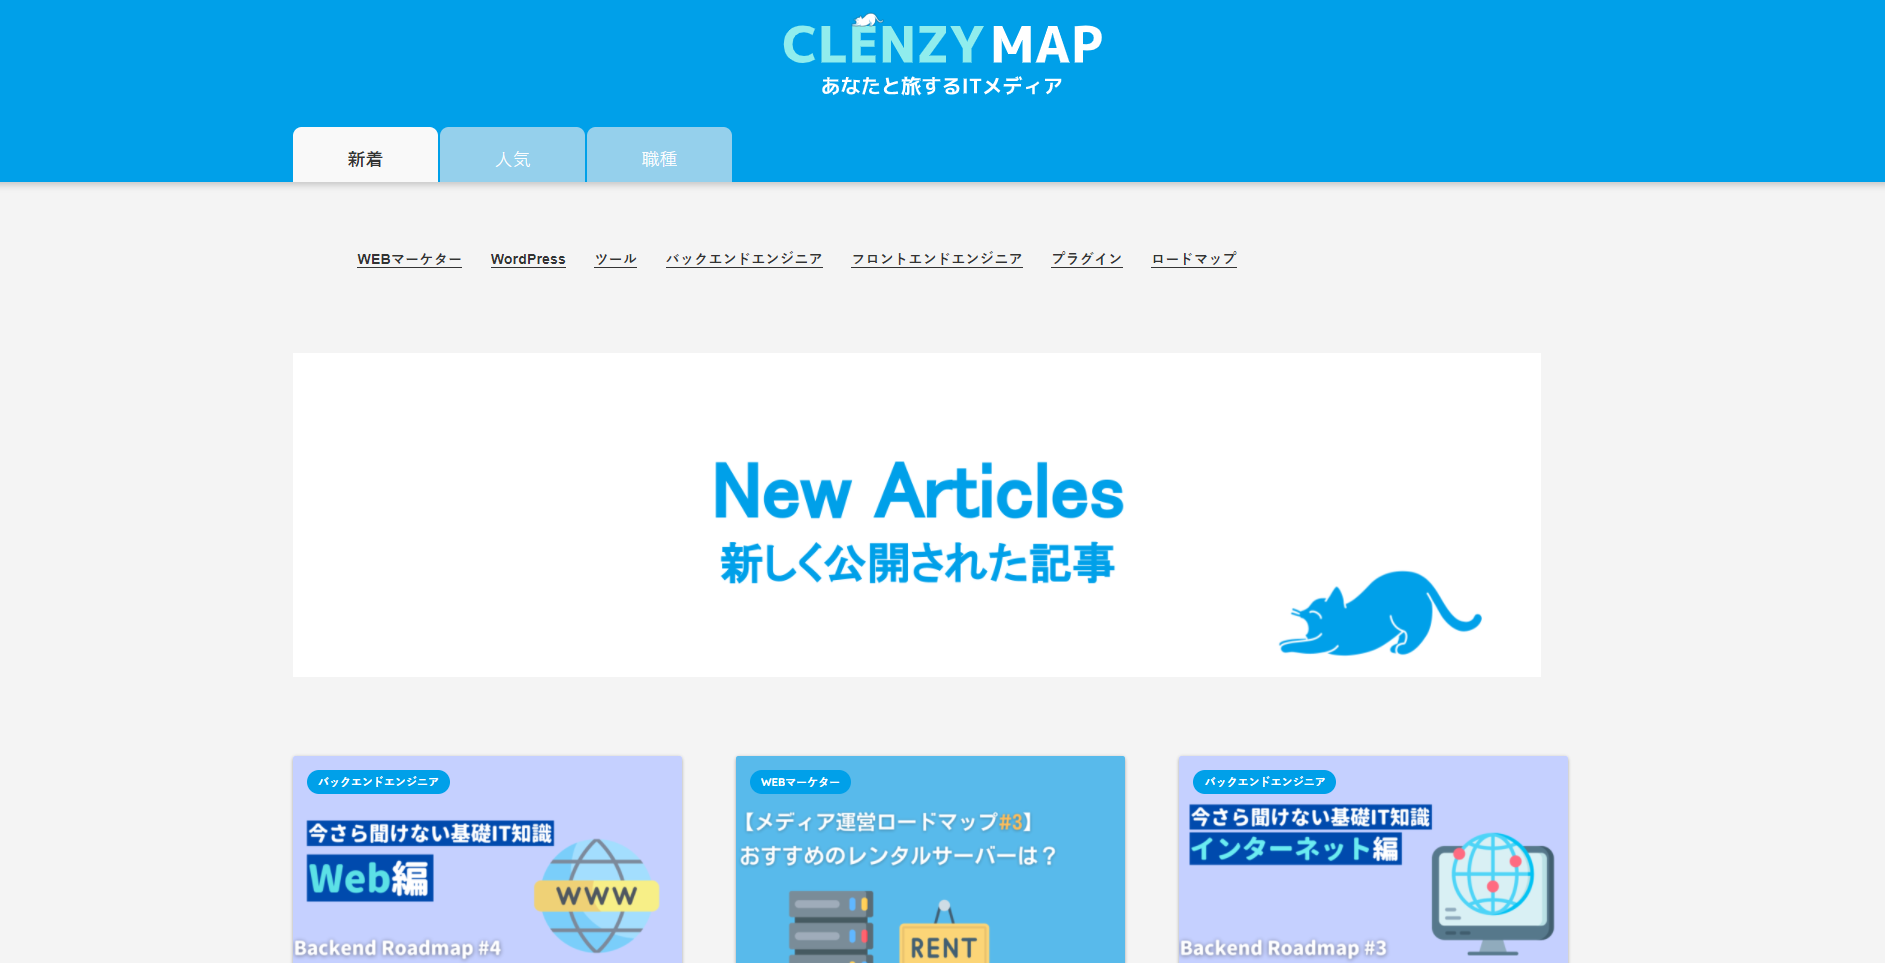 CLENZY MAP
あなたと旅するITメディア
新着
人気
職種
WEBマーケター
WordPress
ツール
バックエンドエンジニア
フロントエンドエンジニア
プラグイン
ロードマップ
New Articles
新しく公開された記事
バックエンドエンジニア
今さら聞けない基礎IT知識
Web編
WWW
Backend Roadmap #4
WEBマーケター
【メディア運営ロードマップ#3】
おすすめのレンタルサーバーは？
RENT
バックエンドエンジニア
今さら聞けない基礎IT知識
インターネット編
Backend Roadmap #3